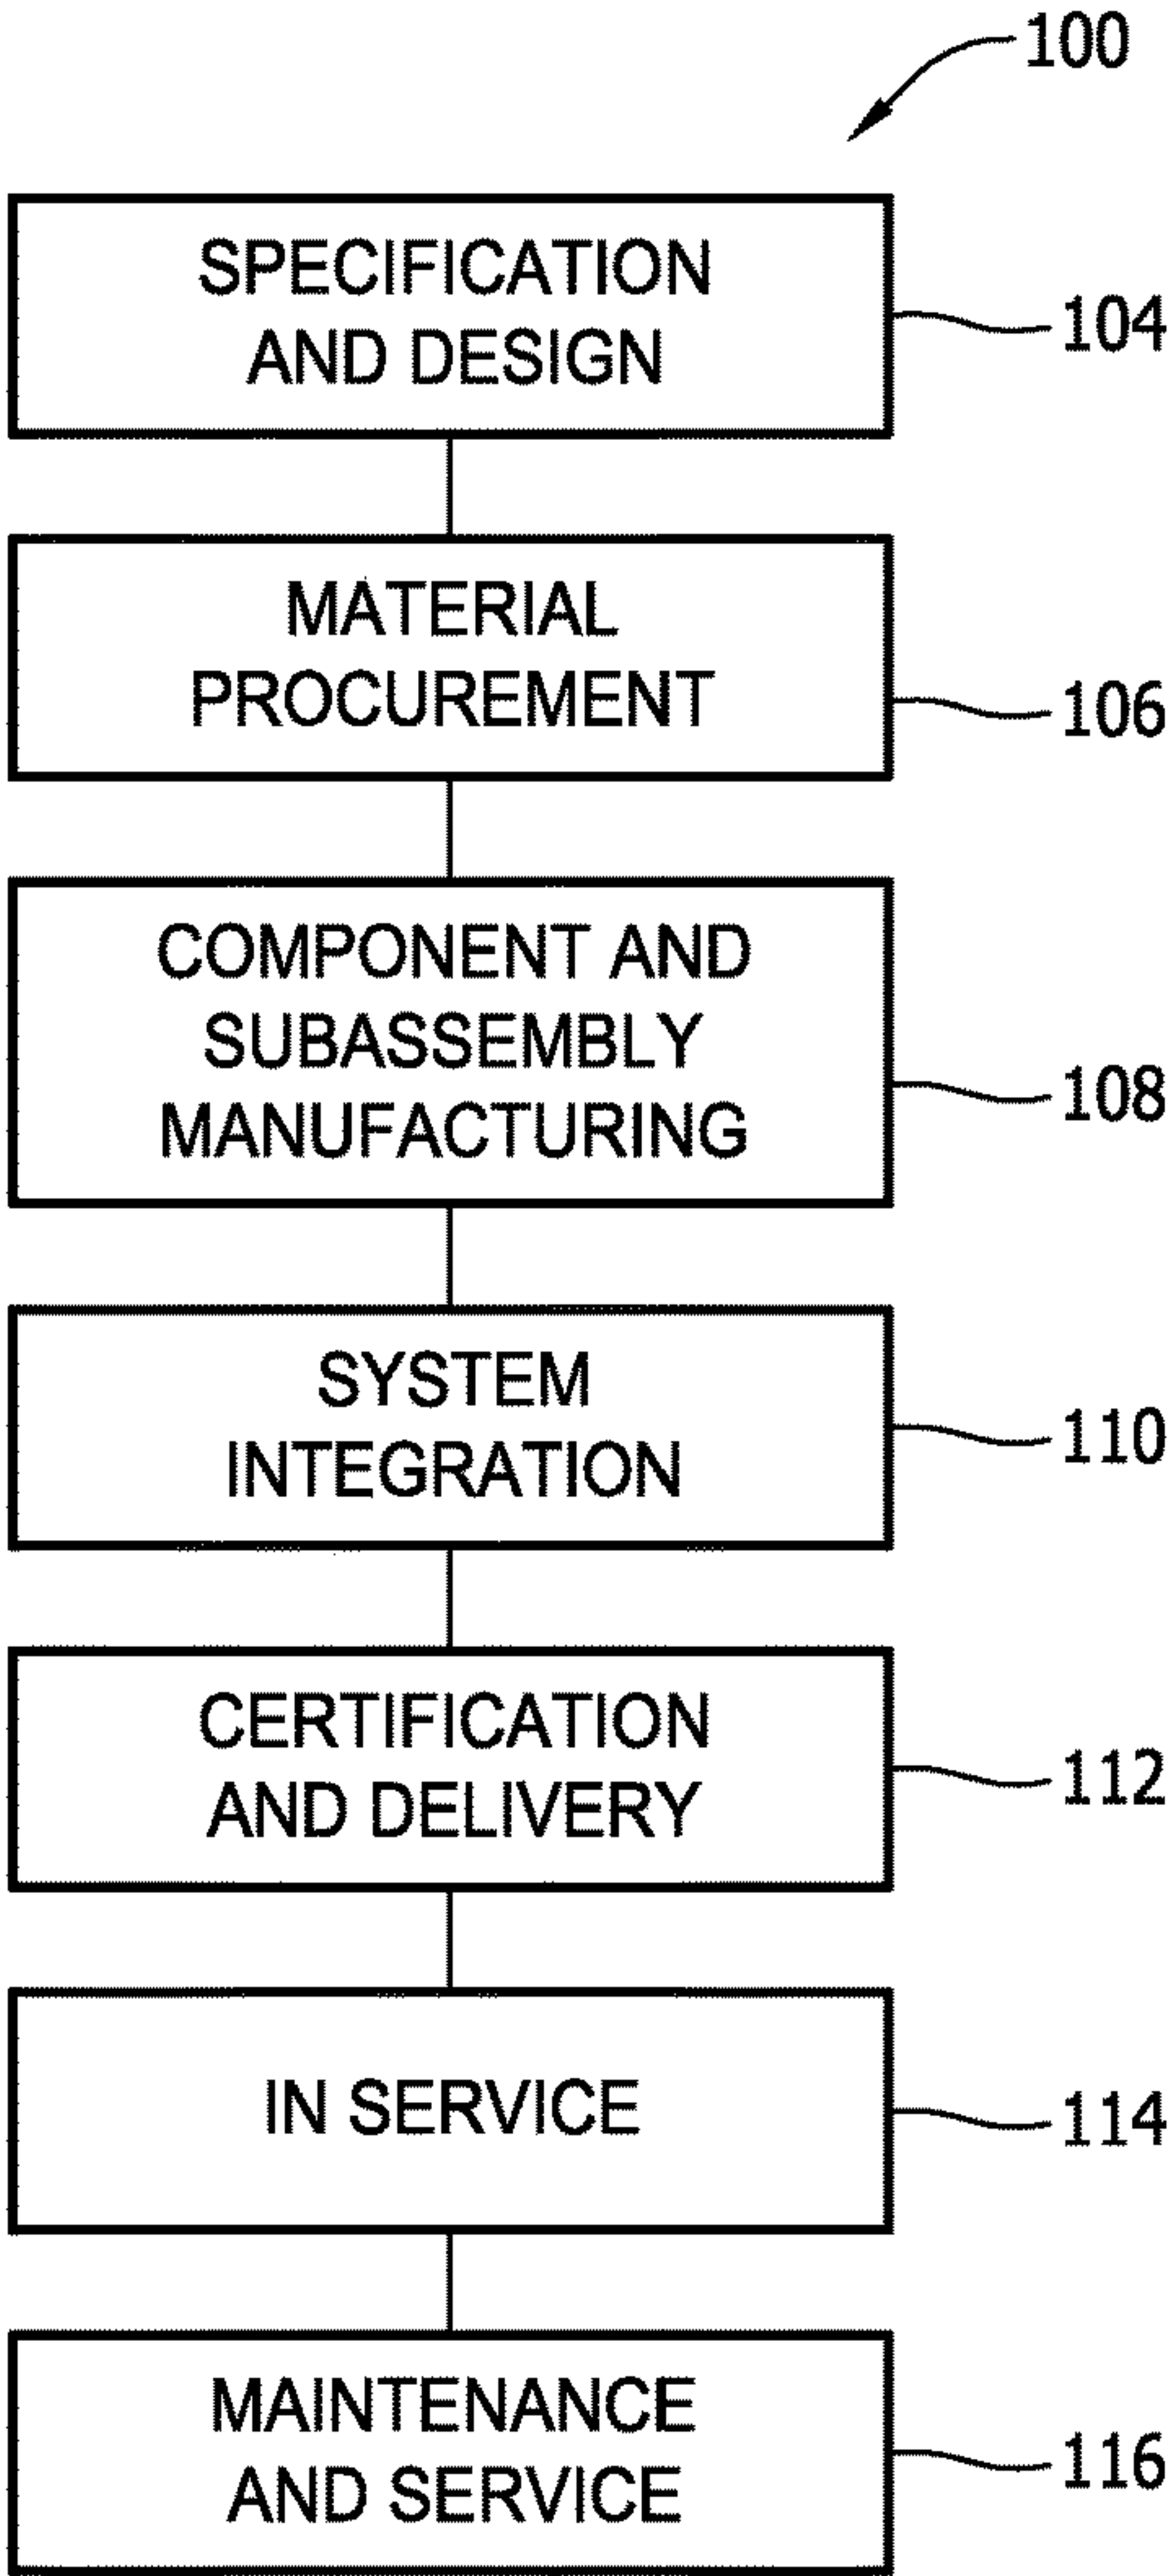 100
SPECIFICATION
AND DESIGN
104
MATERIAL
PROCUREMENT
106
COMPONENT AND
SUBASSEMBLY
MANUFACTURING
108
SYSTEM
INTEGRATION
110
CERTIFICATION
AND DELIVERY
112
IN SERVICE
114
MAINTENANCE
AND SERVICE
116